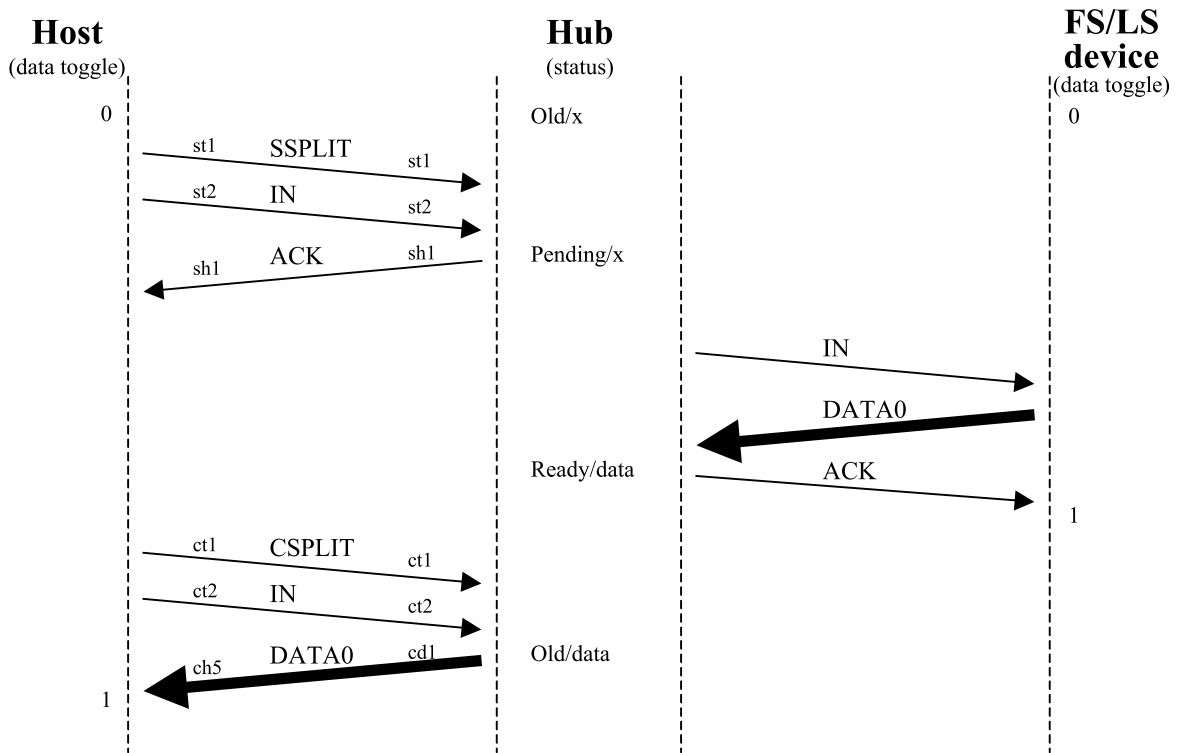 Host
(data toggle)
Hub
(status)
FS/LS
device
(data toggle)
0
Old/x
0
st1 SSPLIT st1
st2 IN st2
sh1 ACK sh1
Pending/x
IN
DATA0
Ready/data
ACK
1
ct1 CSPLIT ct1
ct2 IN ct2
ch5 DATA0 cd1
Old/data
1